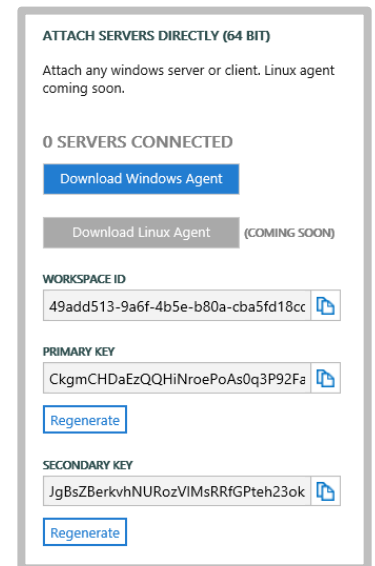 ATTACH SERVERS DIRECTLY (64 BIT)
Attach any windows server or client. Linux agent
coming soon.
0 SERVERS CONNECTED
Download Windows Agent
Download Linux Agent (COMING SOON)
WORKSPACE ID
49add513-9a6f-4b5e-b80a-cba5fd18cc
PRIMARY KEY
CkgmCHDaEzQQHiNroePoAs0q3P92Fa
Regenerate
SECONDARY KEY
JgBsZBerkvhNURozVlMsRRfGPteh23ok
Regenerate